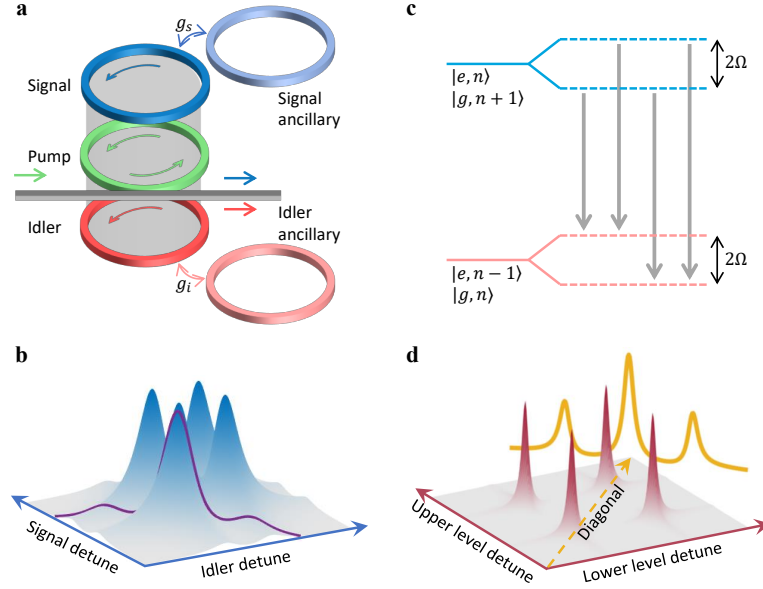 a
g_s
Signal
Signal
ancillary
Pump
Idler
Idler
ancillary
g_i
b
Signal detune
Idler detune
c
|e, n⟩
|g, n + 1⟩
2Ω
|e, n − 1⟩
|g, n⟩
2Ω
d
Upper level detune
Diagonal
Lower level detune